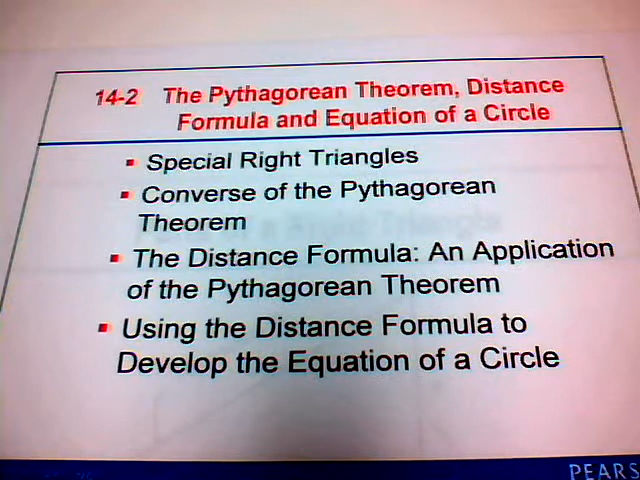 14-2 The Pythagorean Theorem, Distance
Formula and Equation of a Circle
Special Right Triangles
Converse of the Pythagorean
Theorem
The Distance Formula: An Application
of the Pythagorean Theorem
Using the Distance Formula to
Develop the Equation of a Circle
PEARS